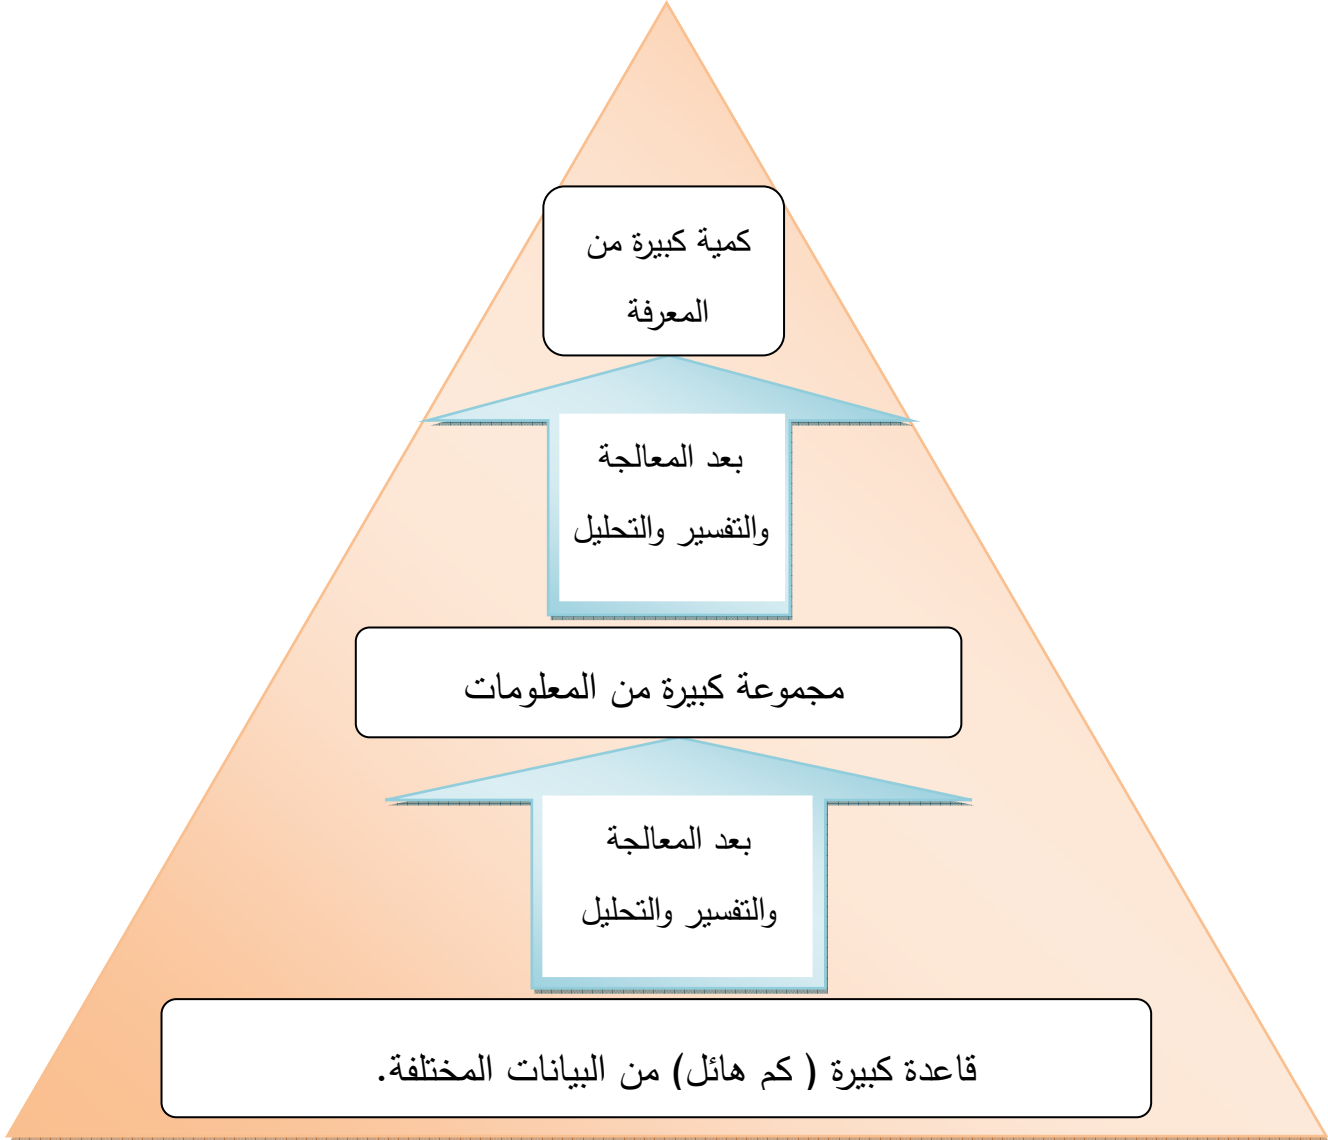 كمية كبيرة من
المعرفة
بعد المعالجة
والتفسير والتحليل
مجموعة كبيرة من المعلومات
بعد المعالجة
والتفسير والتحليل
قاعدة كبيرة ( كم هائل) من البيانات المختلفة.